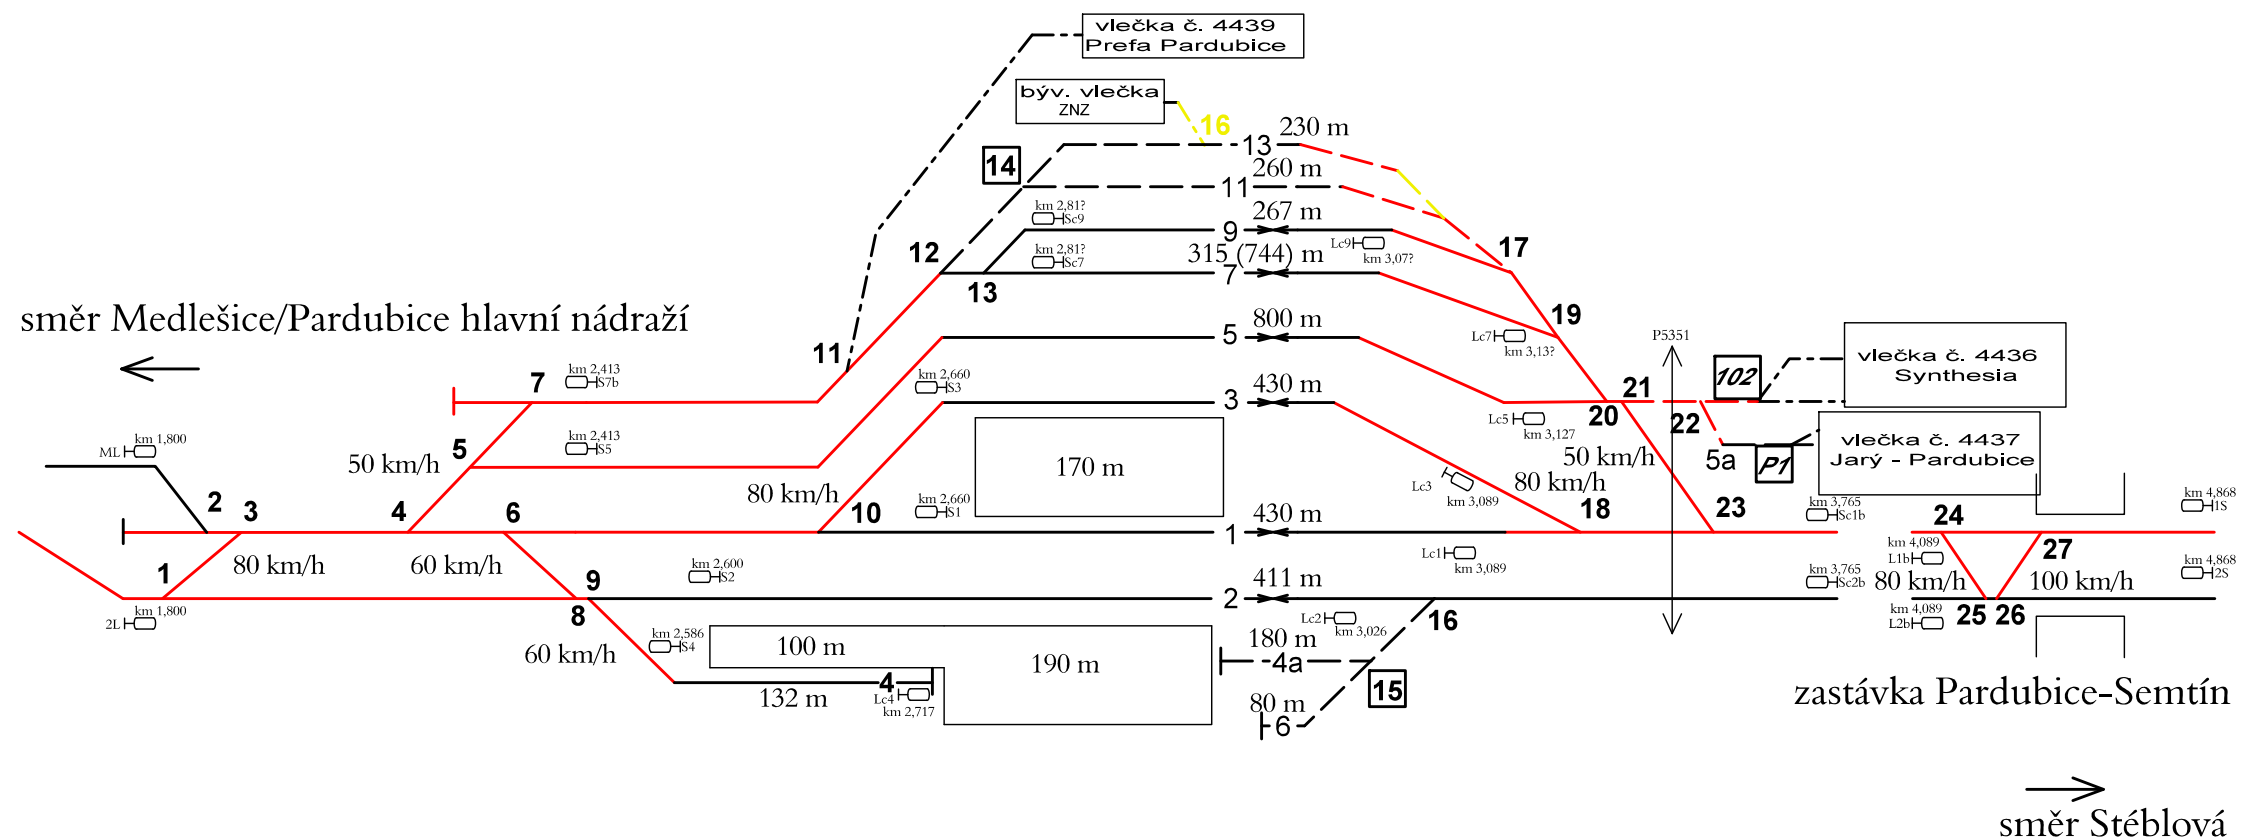 vlečka č. 4439
Prefa Pardubice
býv. vlečka
ZNZ
16
13
230 m
14
260 m
11
km 2,81?
Sc9
267 m
9
12
km 2,81?
Sc7
315 (744) m
7
Lc9
km 3,07?
17
13
směr Medlešice/Pardubice hlavní nádraží
800 m
5
19
Lc7
km 3,13?
P5351
vlečka č. 4436
Synthesia
11
7
km 2,413
S7b
km 2,660
S3
430 m
3
102
21
20
22
Lc5
km 3,127
5
50 km/h
km 2,413
S5
170 m
50 km/h
5a
P1
vlečka č. 4437
Jarý - Pardubice
ML
km 1,800
80 km/h
Lc3
km 3,089
80 km/h
2
3
4
6
10
km 2,660
S1
430 m
1
18
23
km 3,765
Sc1b
24
km 4,868
1S
Lc1
km 3,089
km 4,089
L1b
27
1
80 km/h
60 km/h
9
km 2,600
S2
411 m
2
km 3,765
Sc2b
80 km/h
100 km/h
km 4,868
2S
2L
km 1,800
8
16
km 4,089
L2b
25
26
Lc2
km 3,026
60 km/h
km 2,586
S4
100 m
190 m
180 m
4a
132 m
4
Lc4
km 2,717
15
80 m
6
zastávka Pardubice-Semtín
směr Stéblová